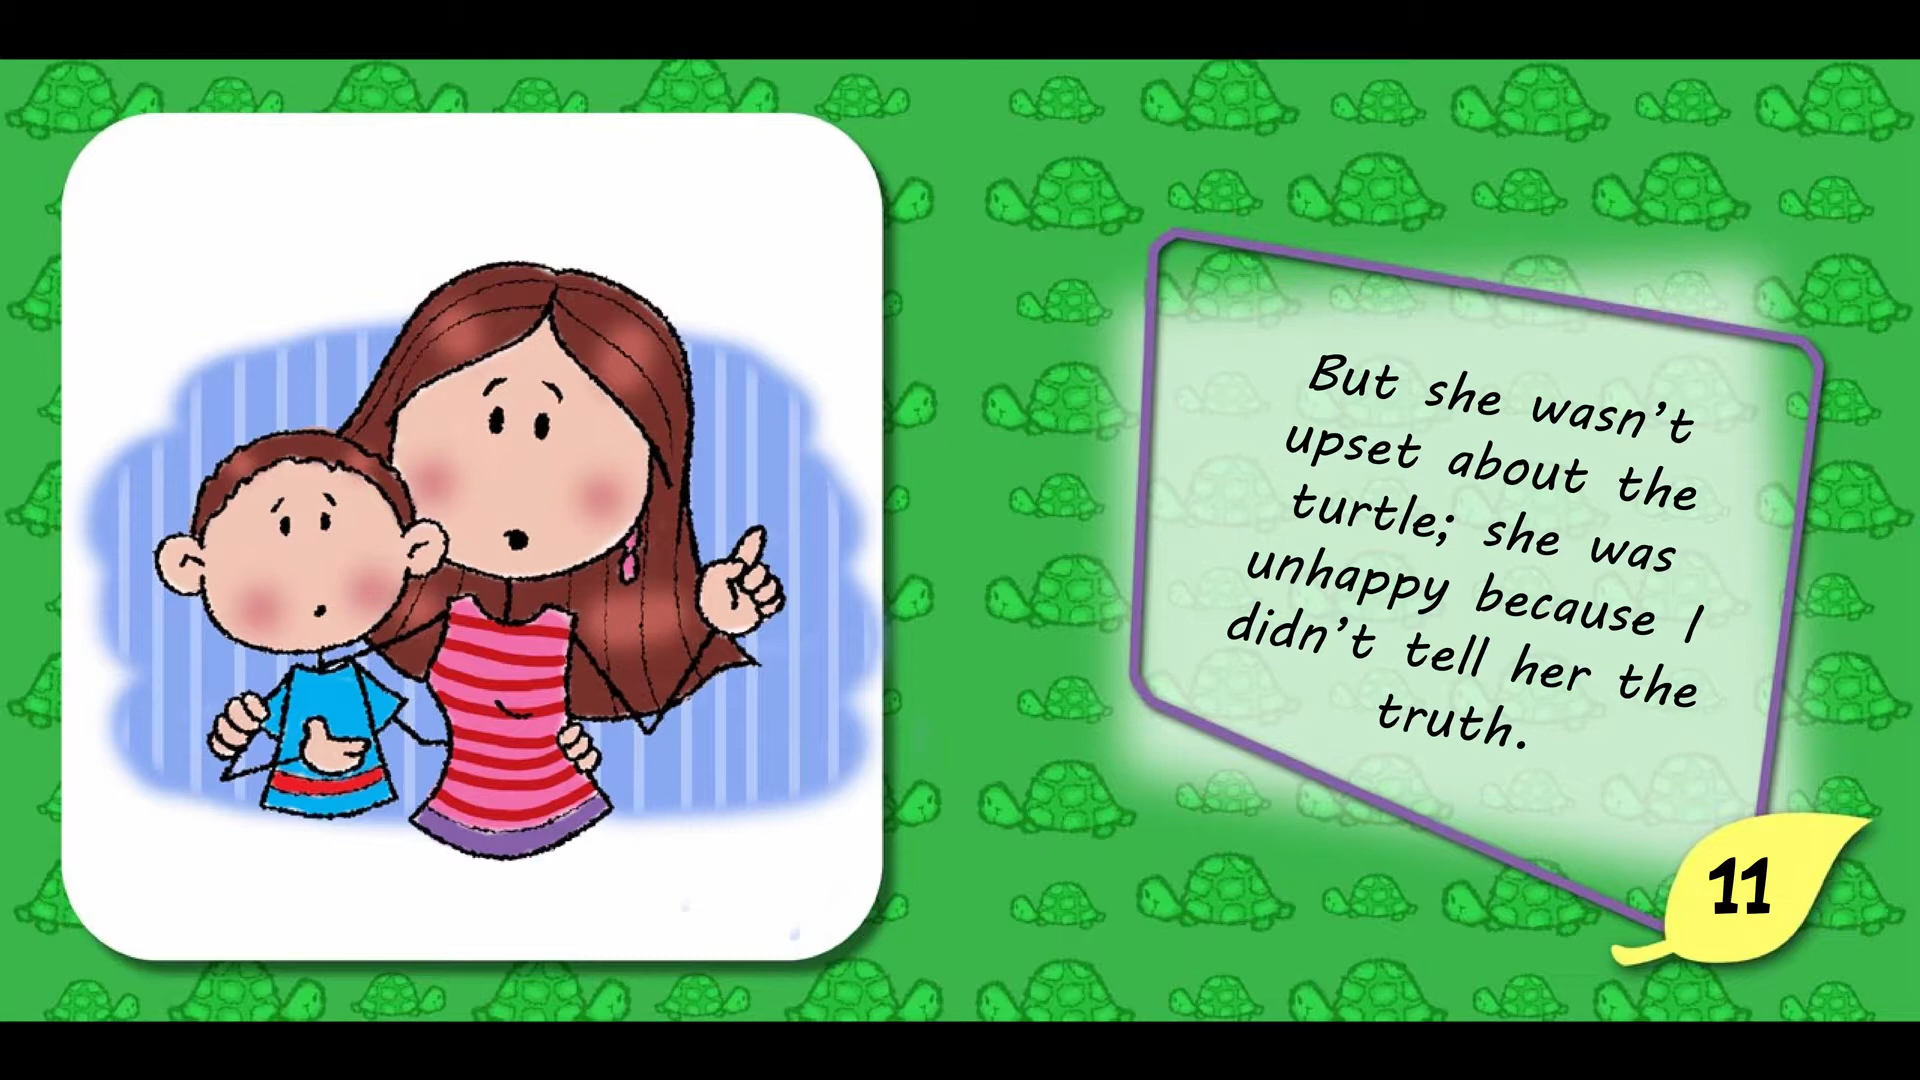 But she wasn't
upset about the
turtle; she was
unhappy because I
didn't tell her the
truth.
11